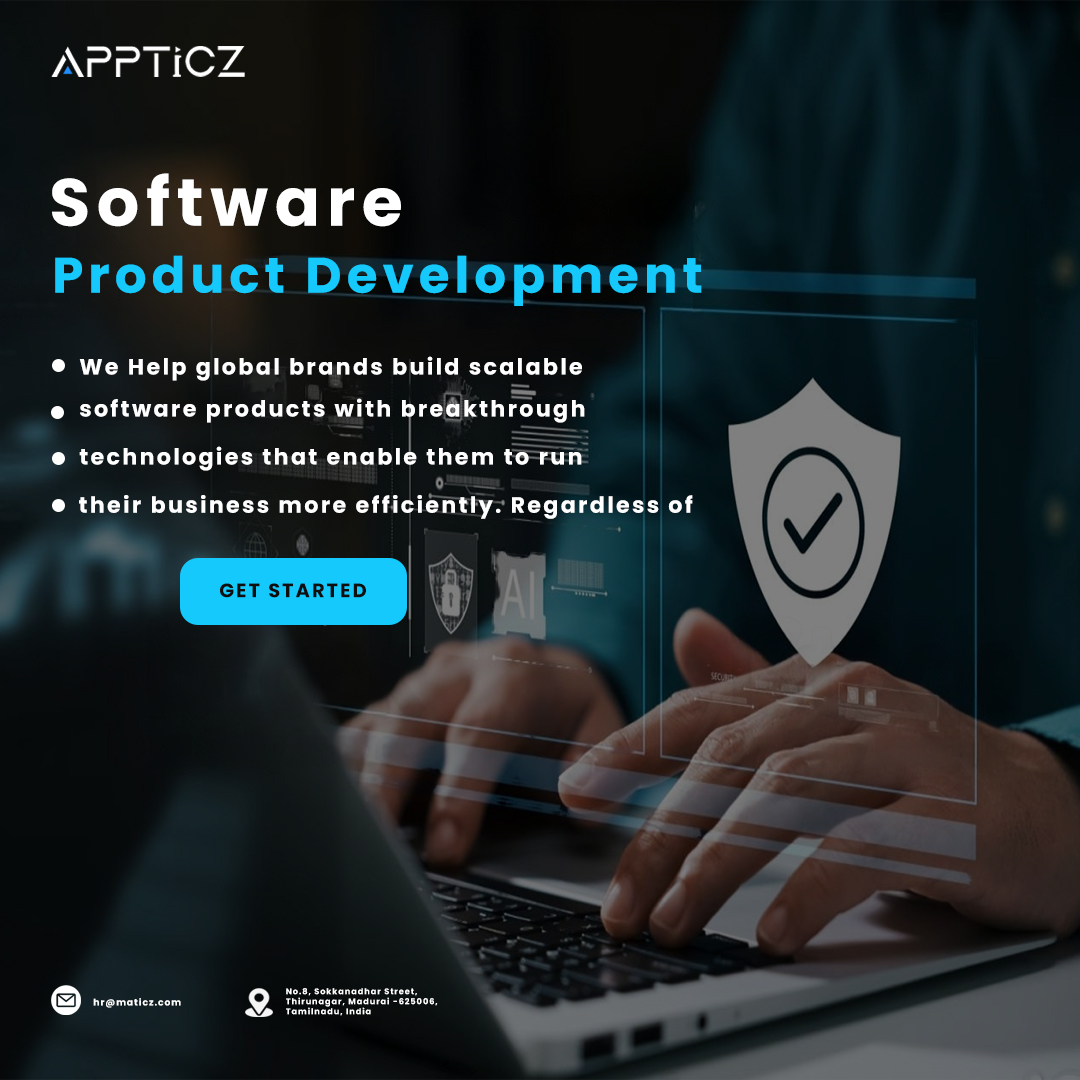 APPTiCZ
Software
Product Development
We Help global brands build scalable
software products with breakthrough
technologies that enable them to run
their business more efficiently. Regardless of
GET STARTED
AI
SECURITY
hr@maticz.com
No.8, Sokkanadhar Street,
Thirunagar, Madurai -625006,
Tamilnadu, India